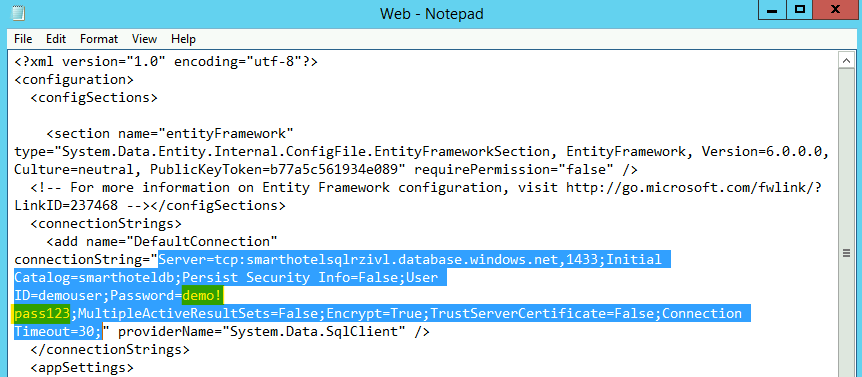 Web - Notepad
File Edit Format View Help
<?xml version="1.0" encoding="utf-8"?>
<configuration>
  <configSections>

    <section name="entityFramework"
type="System.Data.Entity.Internal.ConfigFile.EntityFrameworkSection, EntityFramework, Version=6.0.0.0,
Culture=neutral, PublicKeyToken=b77a5c561934e089" requirePermission="false" />
  <!-- For more information on Entity Framework configuration, visit http://go.microsoft.com/fwlink/?
LinkID=237468 --></configSections>
  <connectionStrings>
    <add name="DefaultConnection"
connectionString="Server=tcp:smarthotelsqlrzivl.database.windows.net,1433;Initial
Catalog=smarthoteldb;Persist Security Info=False;User
ID=demouser;Password=demo!
pass123;MultipleActiveResultSets=False;Encrypt=True;TrustServerCertificate=False;Connection
Timeout=30;" providerName="System.Data.SqlClient" />
  </connectionStrings>
  <appSettings>